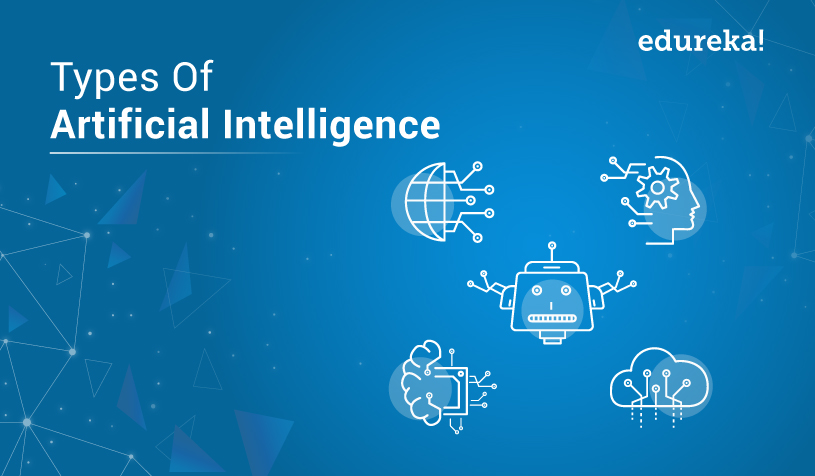 edureka!
Types Of
Artificial Intelligence